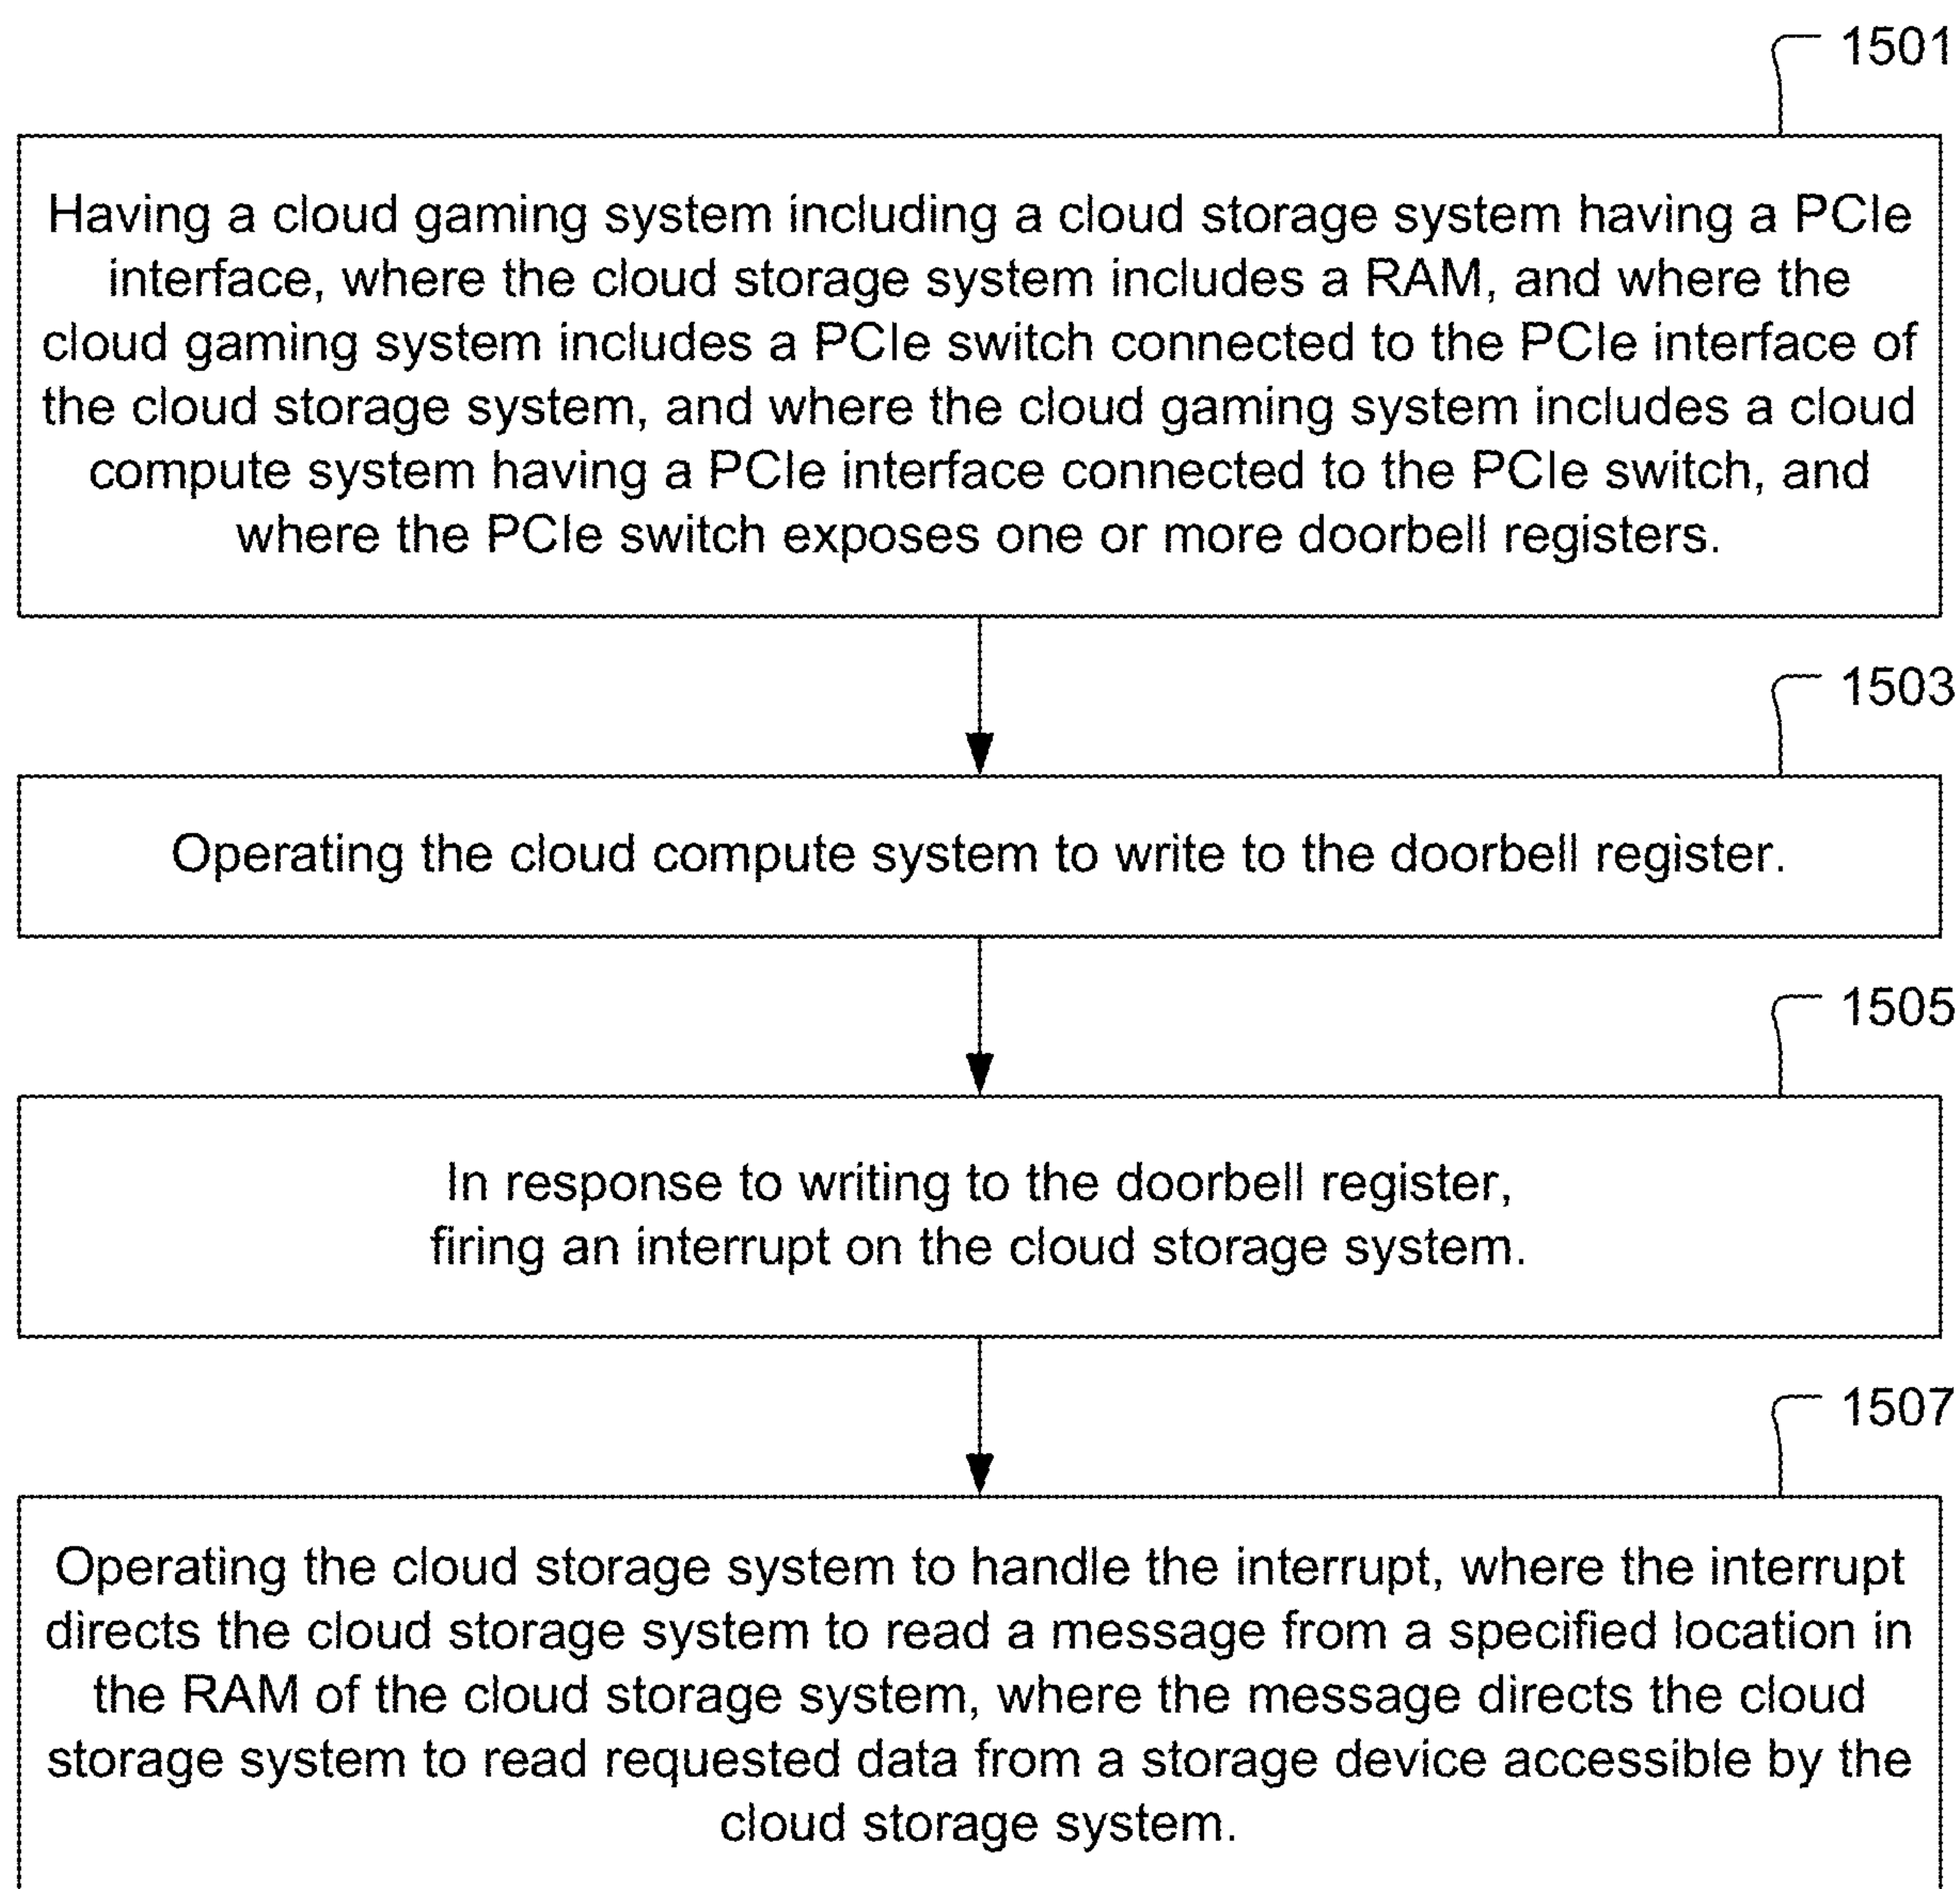 1501
Having a cloud gaming system including a cloud storage system having a PCIe
interface, where the cloud storage system includes a RAM, and where the
cloud gaming system includes a PCIe switch connected to the PCIe interface of
the cloud storage system, and where the cloud gaming system includes a cloud
compute system having a PCIe interface connected to the PCIe switch, and
where the PCIe switch exposes one or more doorbell registers.
1503
Operating the cloud compute system to write to the doorbell register.
1505
In response to writing to the doorbell register,
firing an interrupt on the cloud storage system.
1507
Operating the cloud storage system to handle the interrupt, where the interrupt
directs the cloud storage system to read a message from a specified location in
the RAM of the cloud storage system, where the message directs the cloud
storage system to read requested data from a storage device accessible by the
cloud storage system.